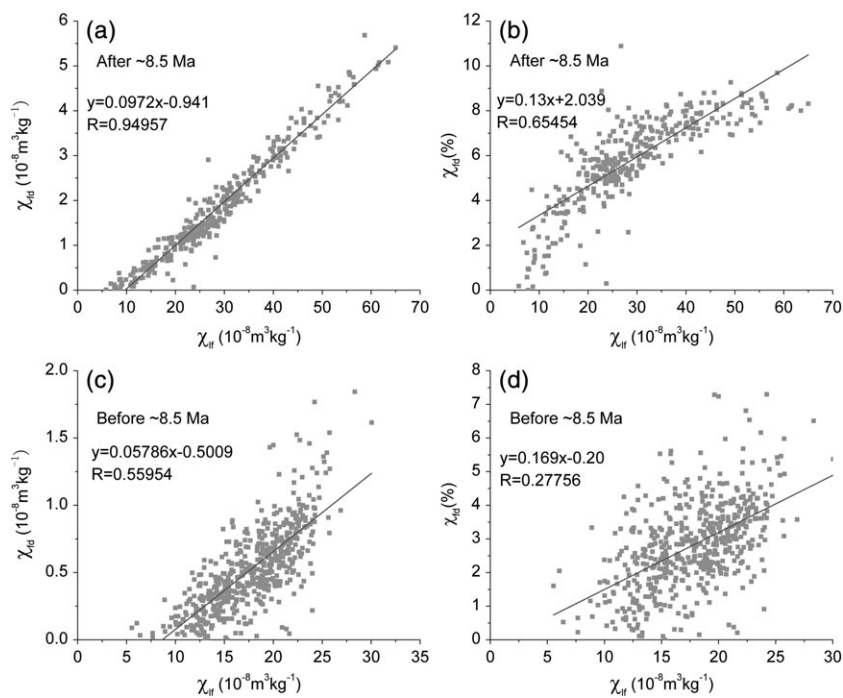 (a)
After ~8.5 Ma
y=0.0972x-0.941
R=0.94957
χfd (10⁻⁸m³kg⁻¹)
6
5
4
3
2
1
0
0 10 20 30 40 50 60 70
χlf (10⁻⁸m³kg⁻¹)
(b)
After ~8.5 Ma
y=0.13x+2.039
R=0.65454
χfd(%)
12
10
8
6
4
2
0
0 10 20 30 40 50 60 70
χlf (10⁻⁸m³kg⁻¹)
(c)
Before ~8.5 Ma
y=0.05786x-0.5009
R=0.55954
χfd (10⁻⁸m³kg⁻¹)
2.0
1.5
1.0
0.5
0.0
0 5 10 15 20 25 30 35
χlf (10⁻⁸m³kg⁻¹)
(d)
Before ~8.5 Ma
y=0.169x-0.20
R=0.27756
χfd(%)
8
7
6
5
4
3
2
1
0
0 5 10 15 20 25 30
χlf (10⁻⁸m³kg⁻¹)